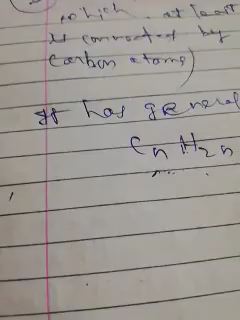 which at least
is connected by
carbon atoms)
It has general
CnH2n